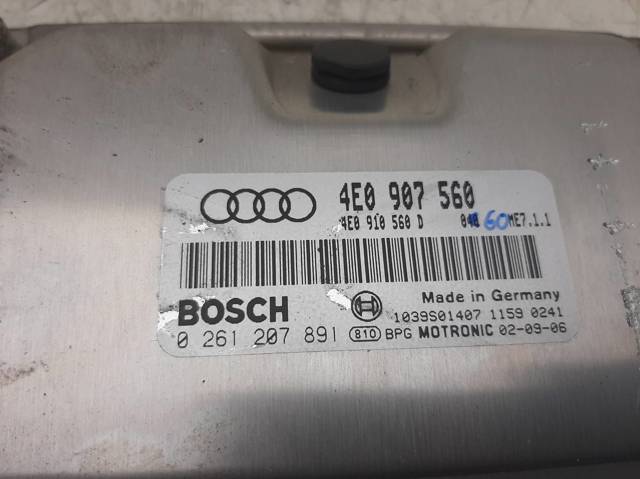 4E0 907 560
4E0 910 560 D 60 ME7.1.1
BOSCH Made in Germany
1039S01407 1159 0241
0 261 207 891 810 BPG MOTRONIC 02-09-06